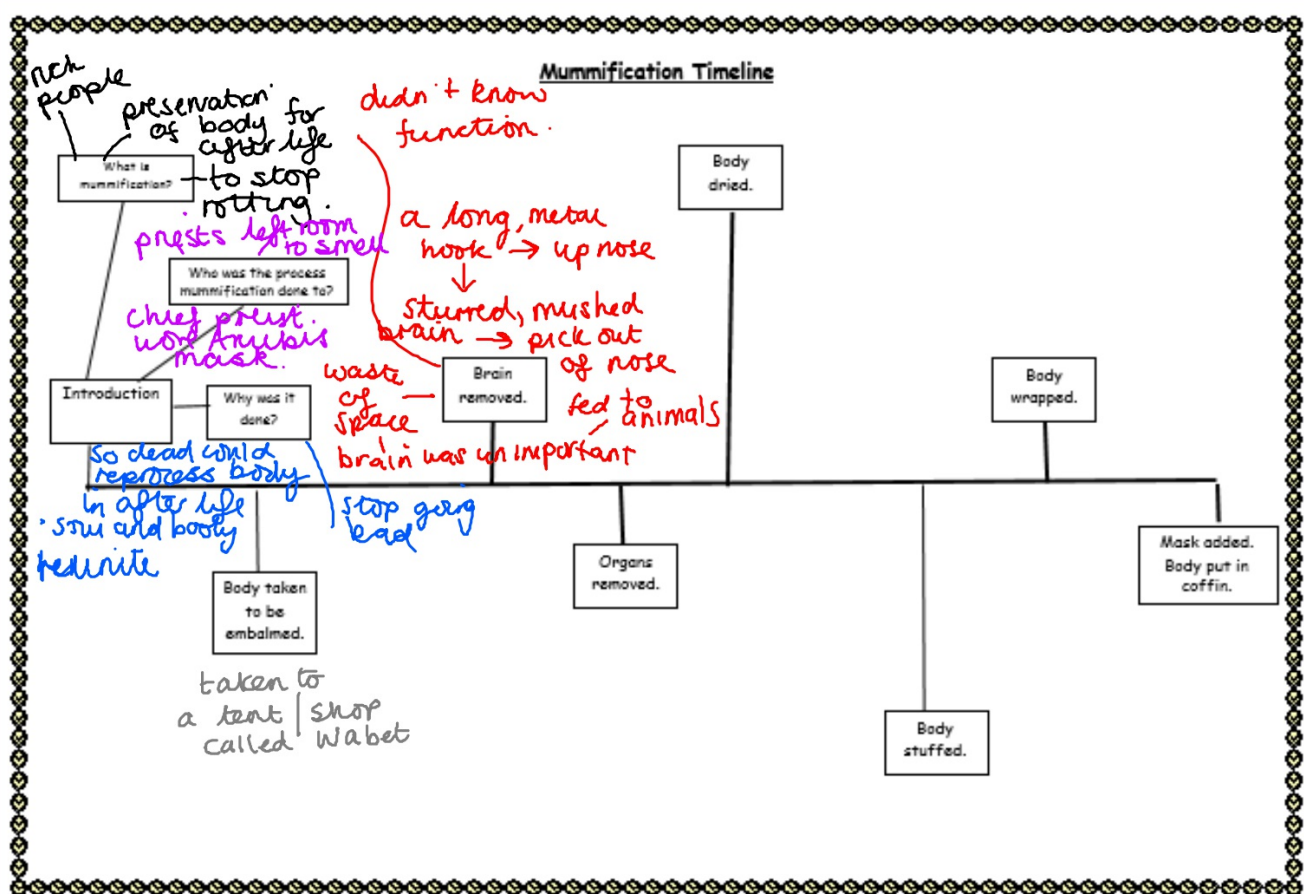 Mummification Timeline
rich
people
preservation
of body for
after life
to stop
rotting.
What is
mummification?
didn't know
function.
Body
dried.
priests left room
to smell
Who was the process
mummification done to?
chief preist.
wore Anubis
mask.
a long, metal
hook → up nose
↓
sturred, mushed
brain → pick out
of nose
Introduction
Why was it
done?
waste
of
space
Brain
removed.
fed to
animals
brain was unimportant
Body
wrapped.
so dead could
reprocess body
in after life
soul and body
reunite
stop going
bad
Body taken
to be
embalmed.
Organs
removed.
Mask added.
Body put in
coffin.
taken to
a tent | shop
called Wabet
Body
stuffed.